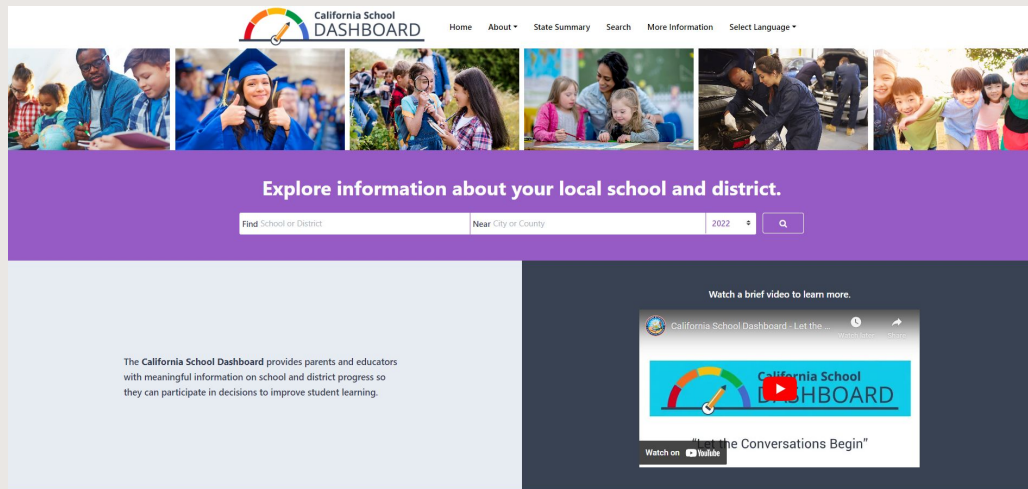 California School
DASHBOARD
Home About State Summary Search More Information Select Language
Explore information about your local school and district.
Find School or District Near City or County 2022
The California School Dashboard provides parents and educators
with meaningful information on school and district progress so
they can participate in decisions to improve student learning.
Watch a brief video to learn more.
California School Dashboard - Let the ...
California School
DASHBOARD
"Let the Conversations Begin"
Watch on YouTube